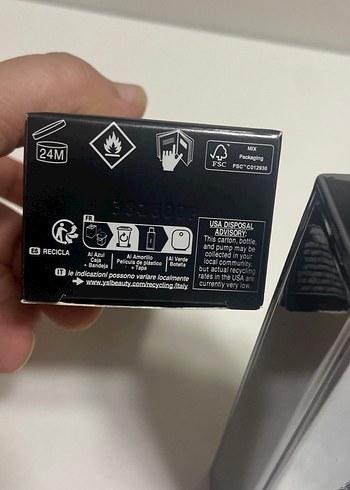 24M
FSC
MIX
Packaging
FSC™ C012938
FR
ES RECICLA
Al Azul
Caja
+ Bandeja
Al Amarillo
Película de plástico
+ Tapa
Al Verde
Botella
IT le indicazioni possono variare localmente
www.yslbeauty.com/recycling/Italy
USA DISPOSAL
ADVISORY:
This carton, bottle,
and pump may be
collected in your
local community,
but actual recycling
rates in the USA are
currently very low.